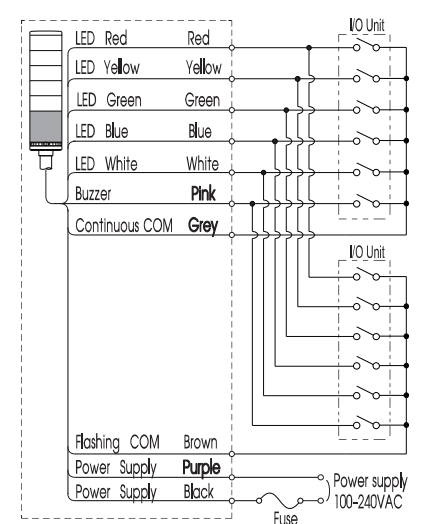 I/O Unit
LED Red Red
LED Yellow Yellow
LED Green Green
LED Blue Blue
LED White White
Buzzer Pink
Continuous COM Grey
I/O Unit
Flashing COM Brown
Power Supply Purple
Power Supply Black
Power supply
100-240VAC
Fuse